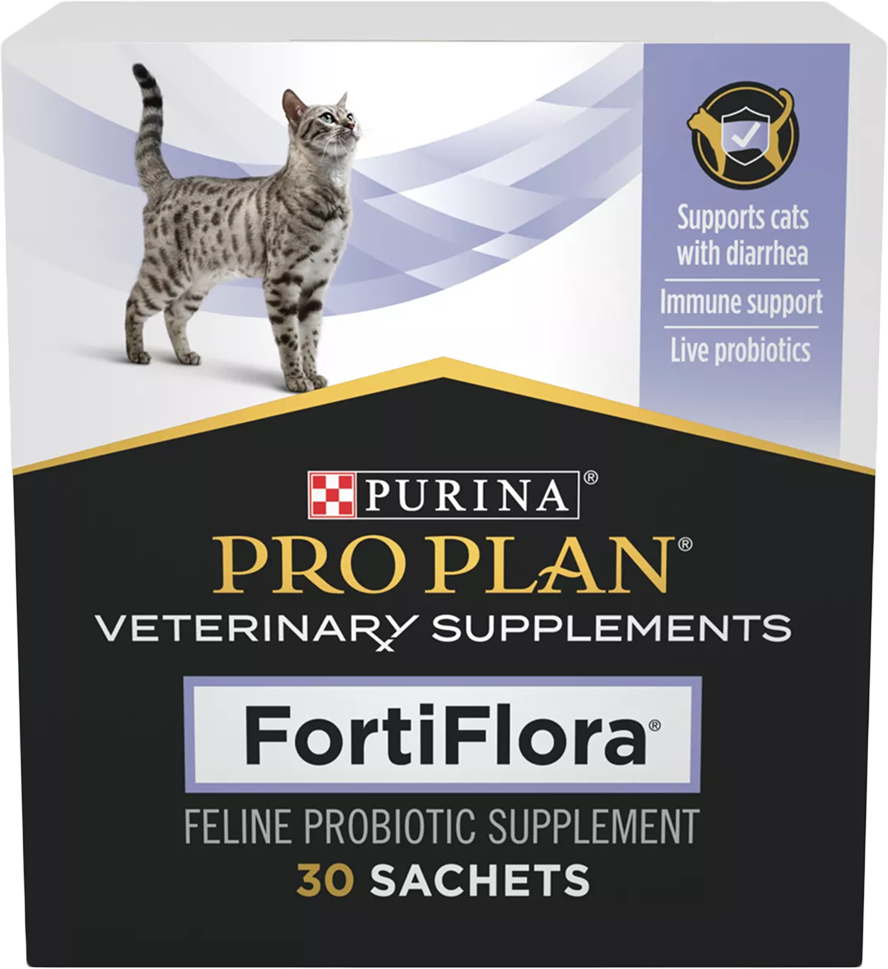 Supports cats
with diarrhea
Immune support
Live probiotics
PURINA®
PRO PLAN®
VETERINARY SUPPLEMENTS
FortiFlora®
FELINE PROBIOTIC SUPPLEMENT
30 SACHETS